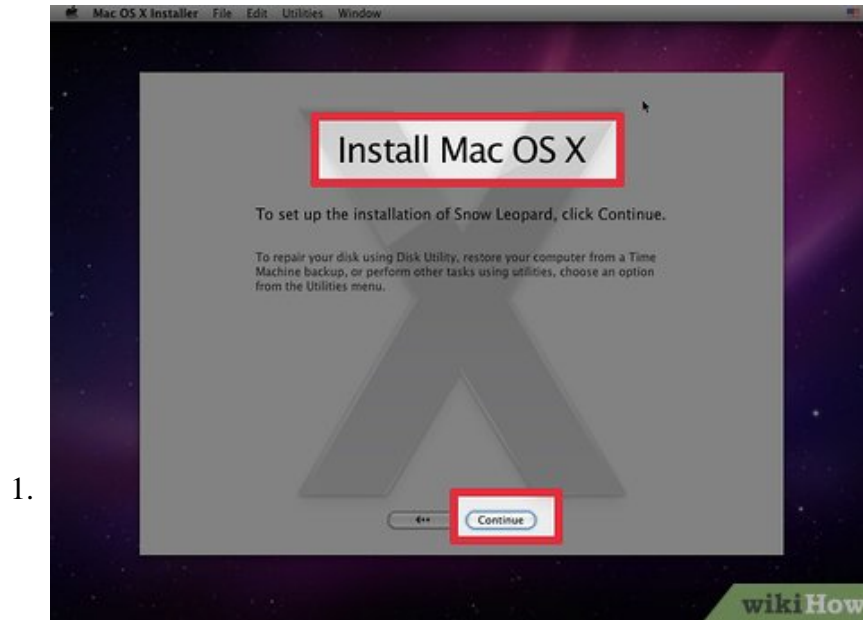 Mac OS X Installer File Edit Utilities Window
Install Mac OS X
To set up the installation of Snow Leopard, click Continue.
To repair your disk using Disk Utility, restore your computer from a Time
Machine backup, or perform other tasks using utilities, choose an option
from the Utilities menu.
1.
Continue
wikiHow